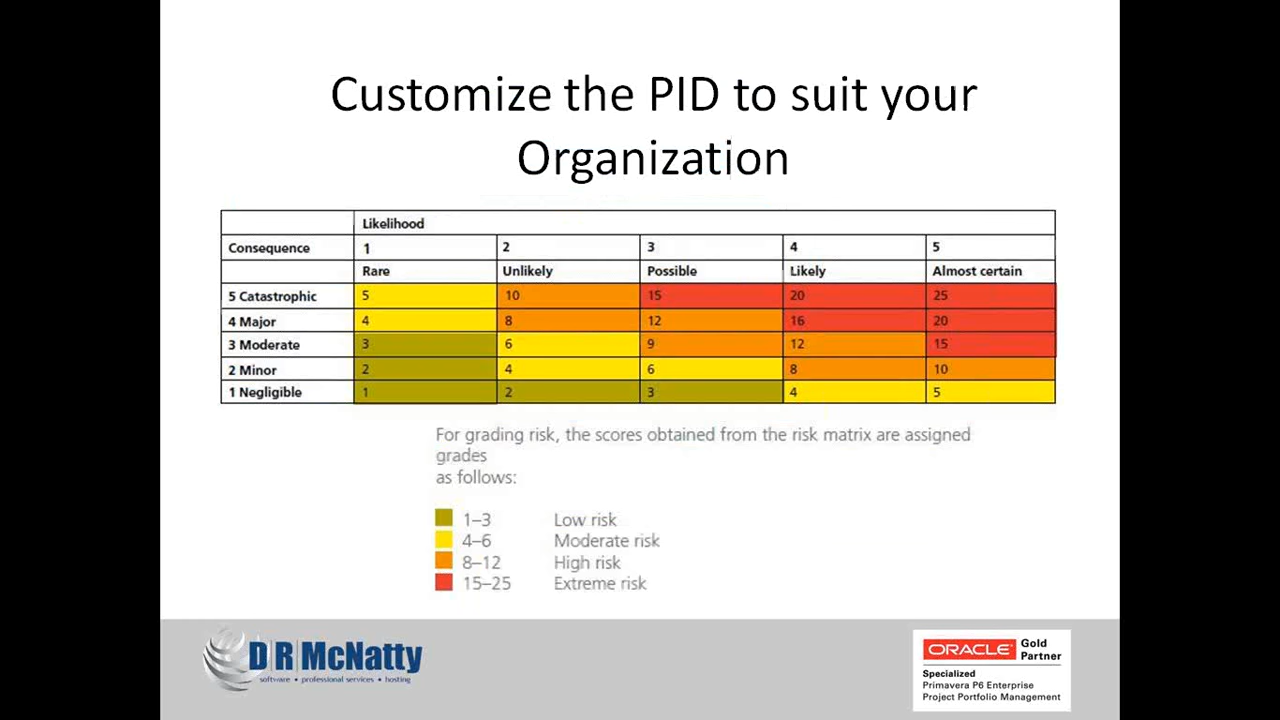 Customize the PID to suit your
Organization
Likelihood
Consequence 1 2 3 4 5
Rare Unlikely Possible Likely Almost certain
5 Catastrophic 5 10 15 20 25
4 Major 4 8 12 16 20
3 Moderate 3 6 9 12 15
2 Minor 2 4 6 8 10
1 Negligible 1 2 3 4 5
For grading risk, the scores obtained from the risk matrix are assigned
grades
as follows:
1–3 Low risk
4–6 Moderate risk
8–12 High risk
15–25 Extreme risk
D R McNatty
software • professional services • hosting
ORACLE Gold
Partner
Specialized
Primavera P6 Enterprise
Project Portfolio Management